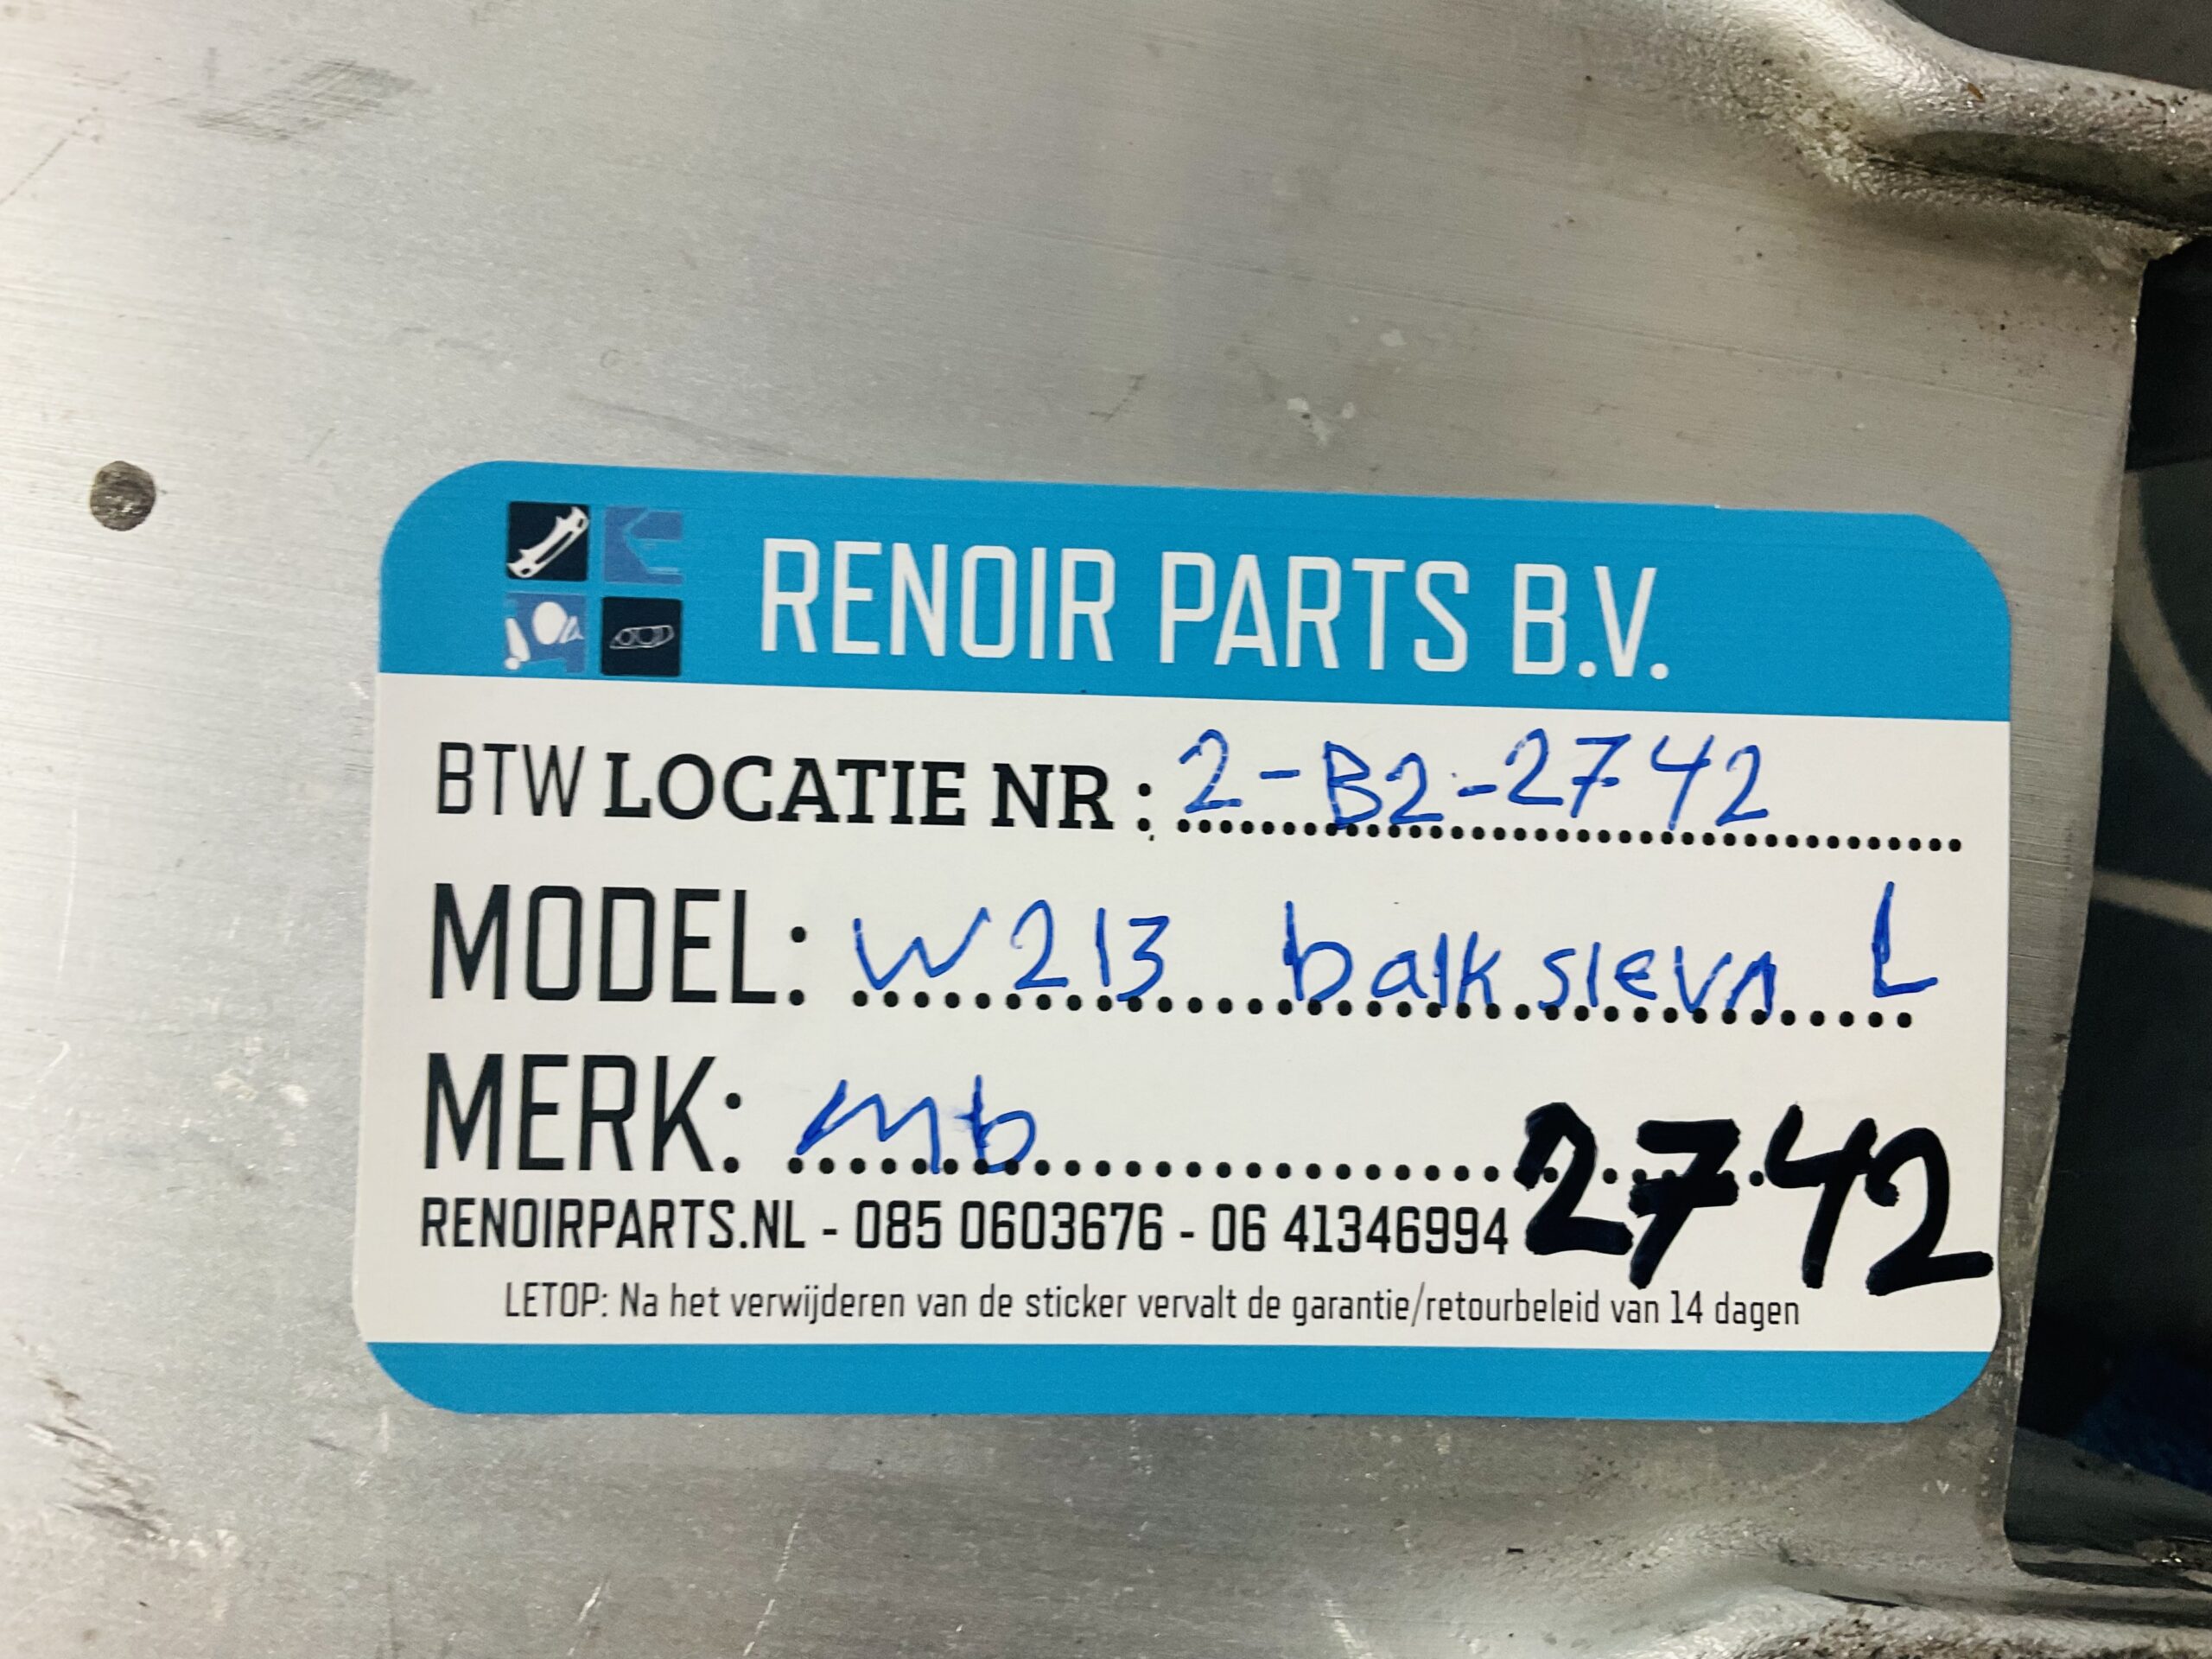 RENOIR PARTS B.V.
BTW LOCATIE NR : 2-B2-2742
MODEL: W213 balk slevn L
MERK: mb
2742
RENOIRPARTS.NL - 085 0603676 - 06 41346994
LETOP: Na het verwijderen van de sticker vervalt de garantie/retourbeleid van 14 dagen